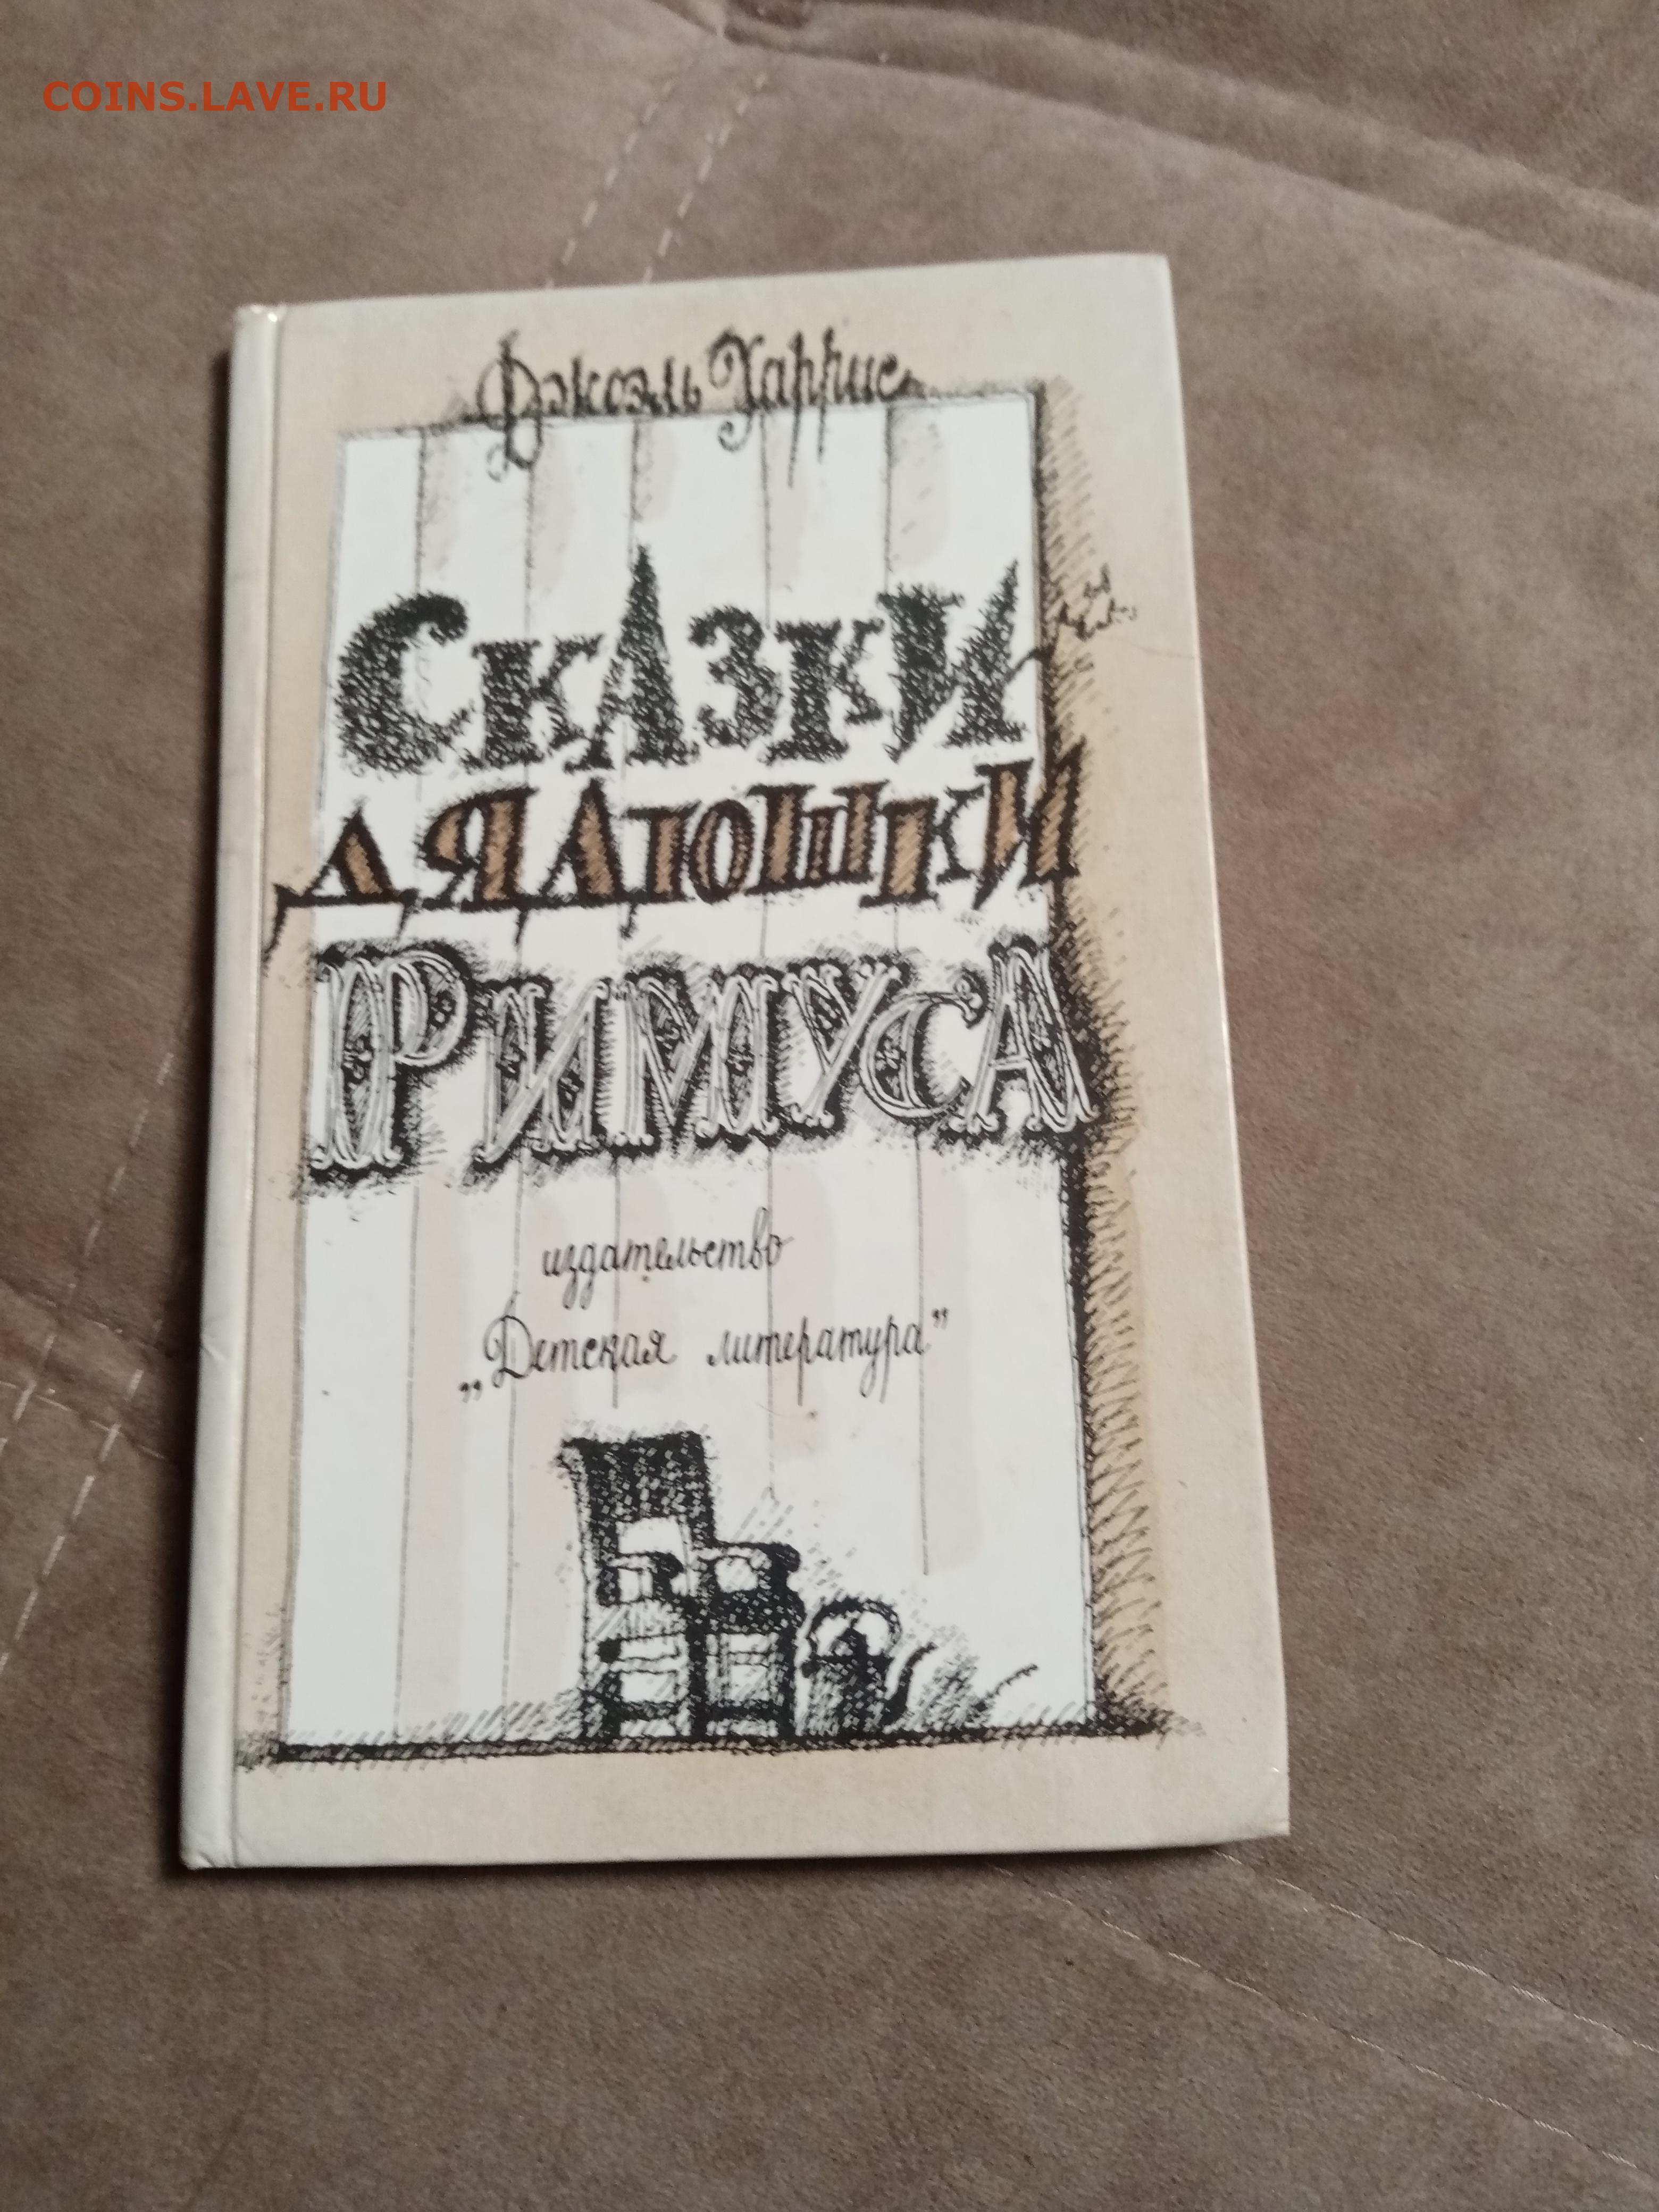 COINS.LAVE.RU
Джоэль Харрис
СКАЗКИ
ДЯДЮШКИ
РИМУСА
издательство
„Детская литература”